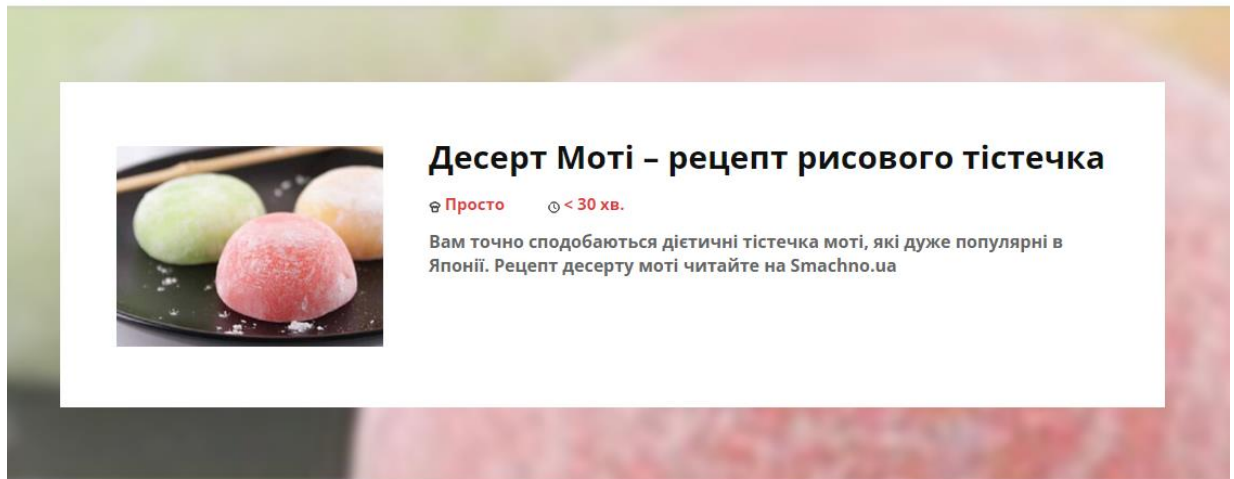 Десерт Моті – рецепт рисового тістечка
Просто < 30 хв.
Вам точно сподобаються дієтичні тістечка моті, які дуже популярні в
Японії. Рецепт десерту моті читайте на Smachno.ua